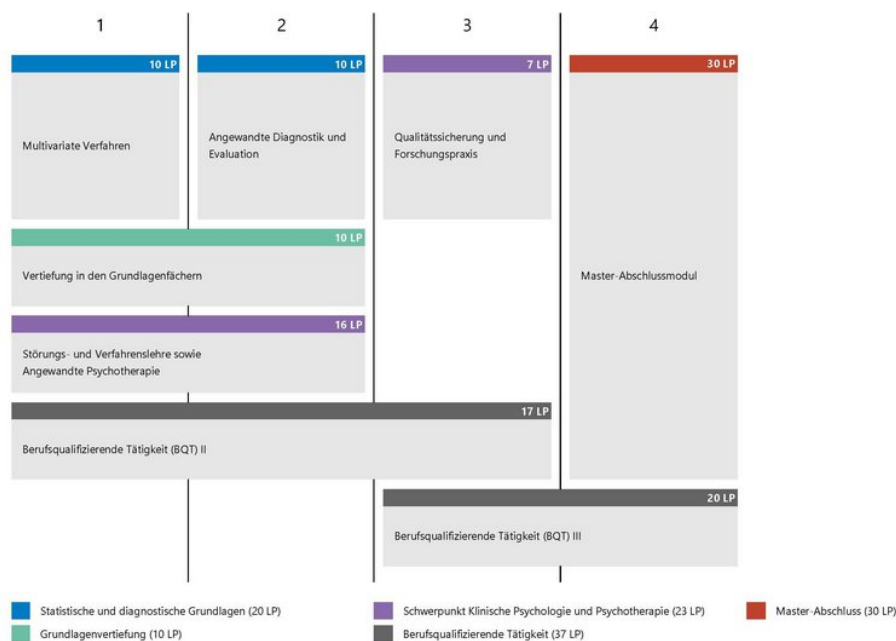 1
2
3
4
10 LP
10 LP
7 LP
30 LP
Multivariate Verfahren
Angewandte Diagnostik und
Evaluation
Qualitätssicherung und
Forschungspraxis
Master-Abschlussmodul
10 LP
Vertiefung in den Grundlagenfächern
16 LP
Störungs- und Verfahrenslehre sowie
Angewandte Psychotherapie
17 LP
Berufsqualifizierende Tätigkeit (BQT) II
20 LP
Berufsqualifizierende Tätigkeit (BQT) III
Statistische und diagnostische Grundlagen (20 LP)
Schwerpunkt Klinische Psychologie und Psychotherapie (23 LP)
Master-Abschluss (30 LP)
Grundlagenvertiefung (10 LP)
Berufsqualifizierende Tätigkeit (37 LP)